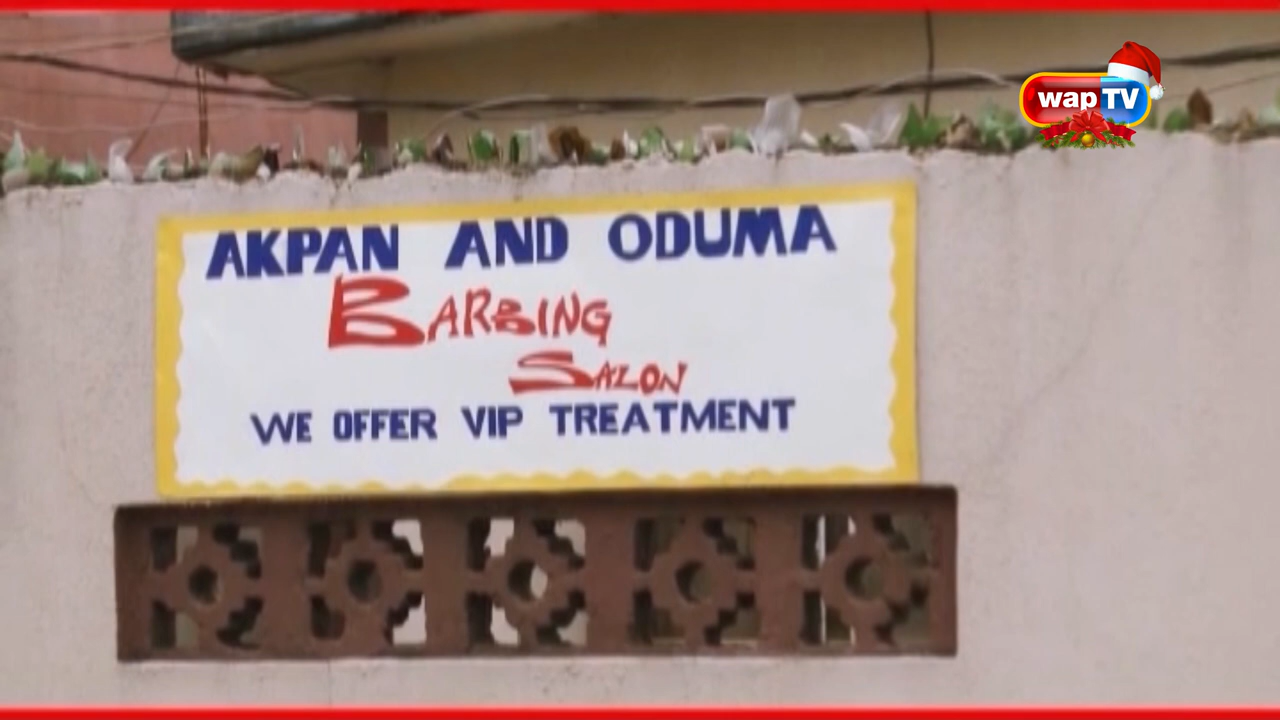 wap TV
AKPAN AND ODUMA
BARBING
SALON
WE OFFER VIP TREATMENT